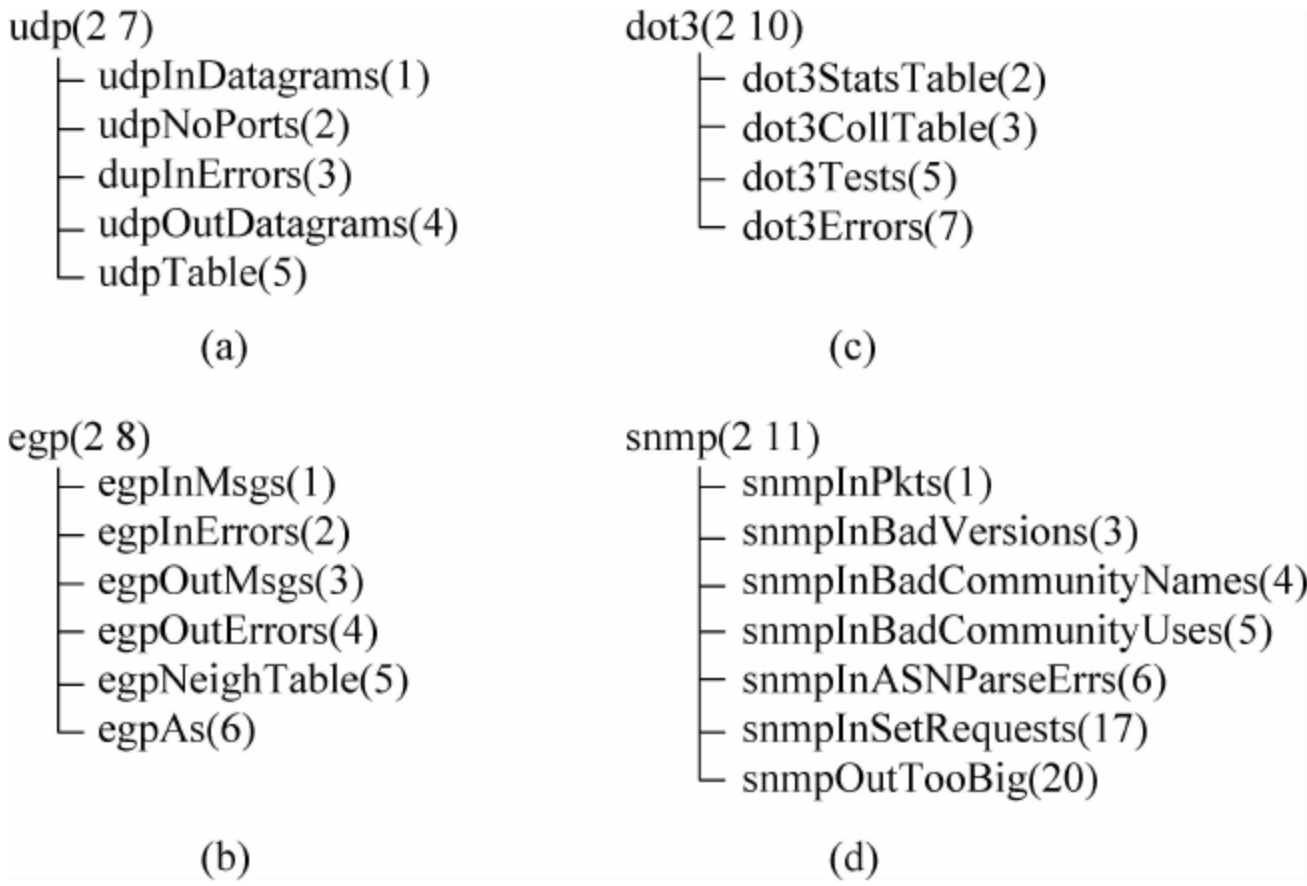 udp(2 7)
udpInDatagrams(1)
udpNoPorts(2)
dupInErrors(3)
udpOutDatagrams(4)
udpTable(5)
(a)
egp(2 8)
egpInMsgs(1)
egpInErrors(2)
egpOutMsgs(3)
egpOutErrors(4)
egpNeighTable(5)
egpAs(6)
(b)
dot3(2 10)
dot3StatsTable(2)
dot3CollTable(3)
dot3Tests(5)
dot3Errors(7)
(c)
snmp(2 11)
snmpInPkts(1)
snmpInBadVersions(3)
snmpInBadCommunityNames(4)
snmpInBadCommunityUses(5)
snmpInASNParseErrs(6)
snmpInSetRequests(17)
snmpOutTooBig(20)
(d)